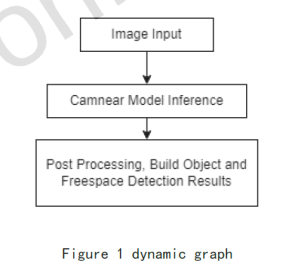 Image Input
Camnear Model Inference
Post Processing, Build Object and
Freespace Detection Results
Figure 1 dynamic graph